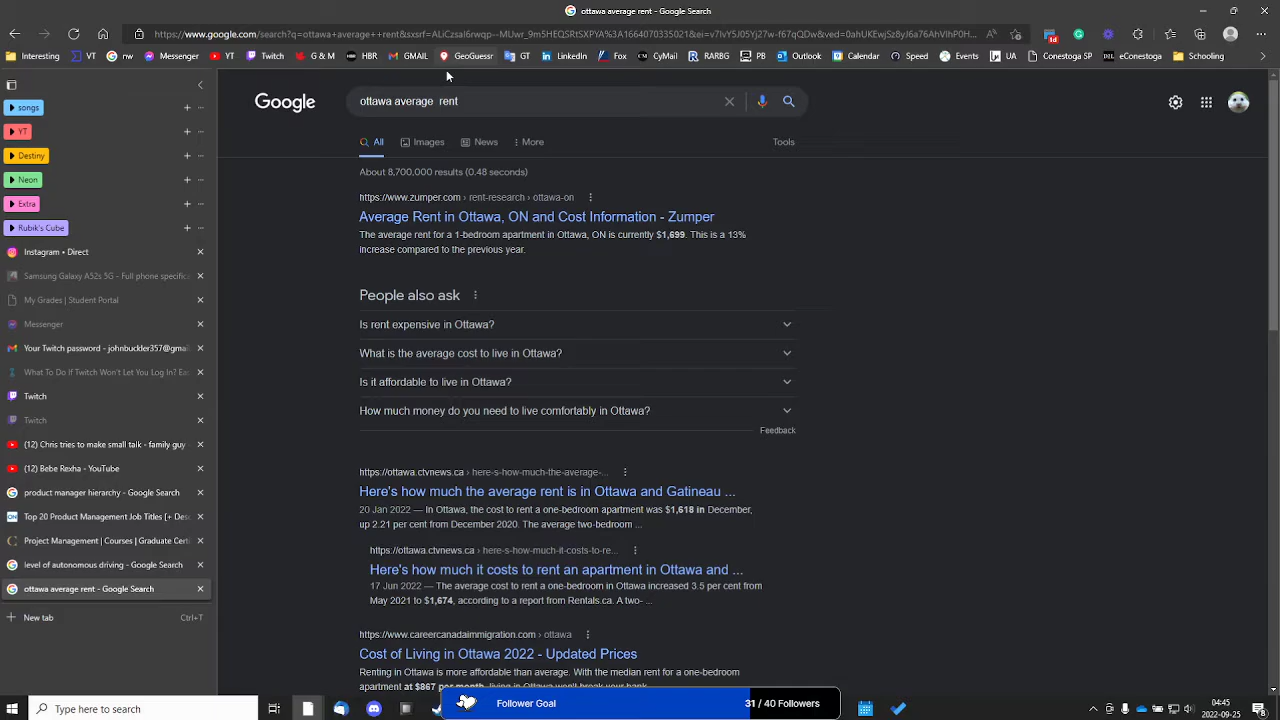 ottawa average rent - Google Search
Interesting VT nw Messenger YT Twitch G & M HBR GMAIL GeoGuessr GT LinkedIn Fox CyMail RARBG PB Outlook Udemy Speed Events UA Conestoga SP eConestoga Schooling
songs
YT
Destiny
Neon
Extra
Rubik's Cube
Instagram • Direct
Samsung Galaxy A52s 5G - Full phone specific
My Grades | Student Portal
Messenger
Your Twitch password - johnbuckler357@gmai
What To Do If Twitch Won't Let You Log In? Ea
Twitch
Twitch
(12) Chris tries to make small talk - family guy
(12) Bebe Rexha - YouTube
product manager hierarchy - Google Search
Top 20 Product Management Job Titles [+ Des
Project Management | Courses | Graduate Certi
level of autonomous driving - Google Search
ottawa average rent - Google Search
New tab Ctrl+T
Google
ottawa average  rent
All Images News More Tools
About 8,700,000 results (0.48 seconds)
https://www.zumper.com › rent-research › ottawa-on
Average Rent in Ottawa, ON and Cost Information - Zumper
The average rent for a 1-bedroom apartment in Ottawa, ON is currently $1,699. This is a 13%
increase compared to the previous year.
People also ask
Is rent expensive in Ottawa?
What is the average cost to live in Ottawa?
Is it affordable to live in Ottawa?
How much money do you need to live comfortably in Ottawa?
Feedback
https://ottawa.ctvnews.ca › here-s-how-much-the-average-...
Here's how much the average rent is in Ottawa and Gatineau ...
20 Jan 2022 — In Ottawa, the cost to rent a one-bedroom apartment was $1,618 in December,
up 2.21 per cent from December 2020. The average two-bedroom ...
https://ottawa.ctvnews.ca › here-s-how-much-it-costs-to-re...
Here's how much it costs to rent an apartment in Ottawa and ...
17 Jun 2022 — The average cost to rent a one-bedroom in Ottawa increased 3.5 per cent from
May 2021 to $1,674, according to a report from Rentals.ca. A two- ...
https://www.careercanadaimmigration.com › ottawa
Cost of Living in Ottawa 2022 - Updated Prices
Renting in Ottawa is more affordable than average. With the median rent for a one-bedroom
apartment at $867 per month, living in Ottawa won't break your bank.
Type here to search
Follower Goal 31 / 40 Followers
04:45
2022-09-25